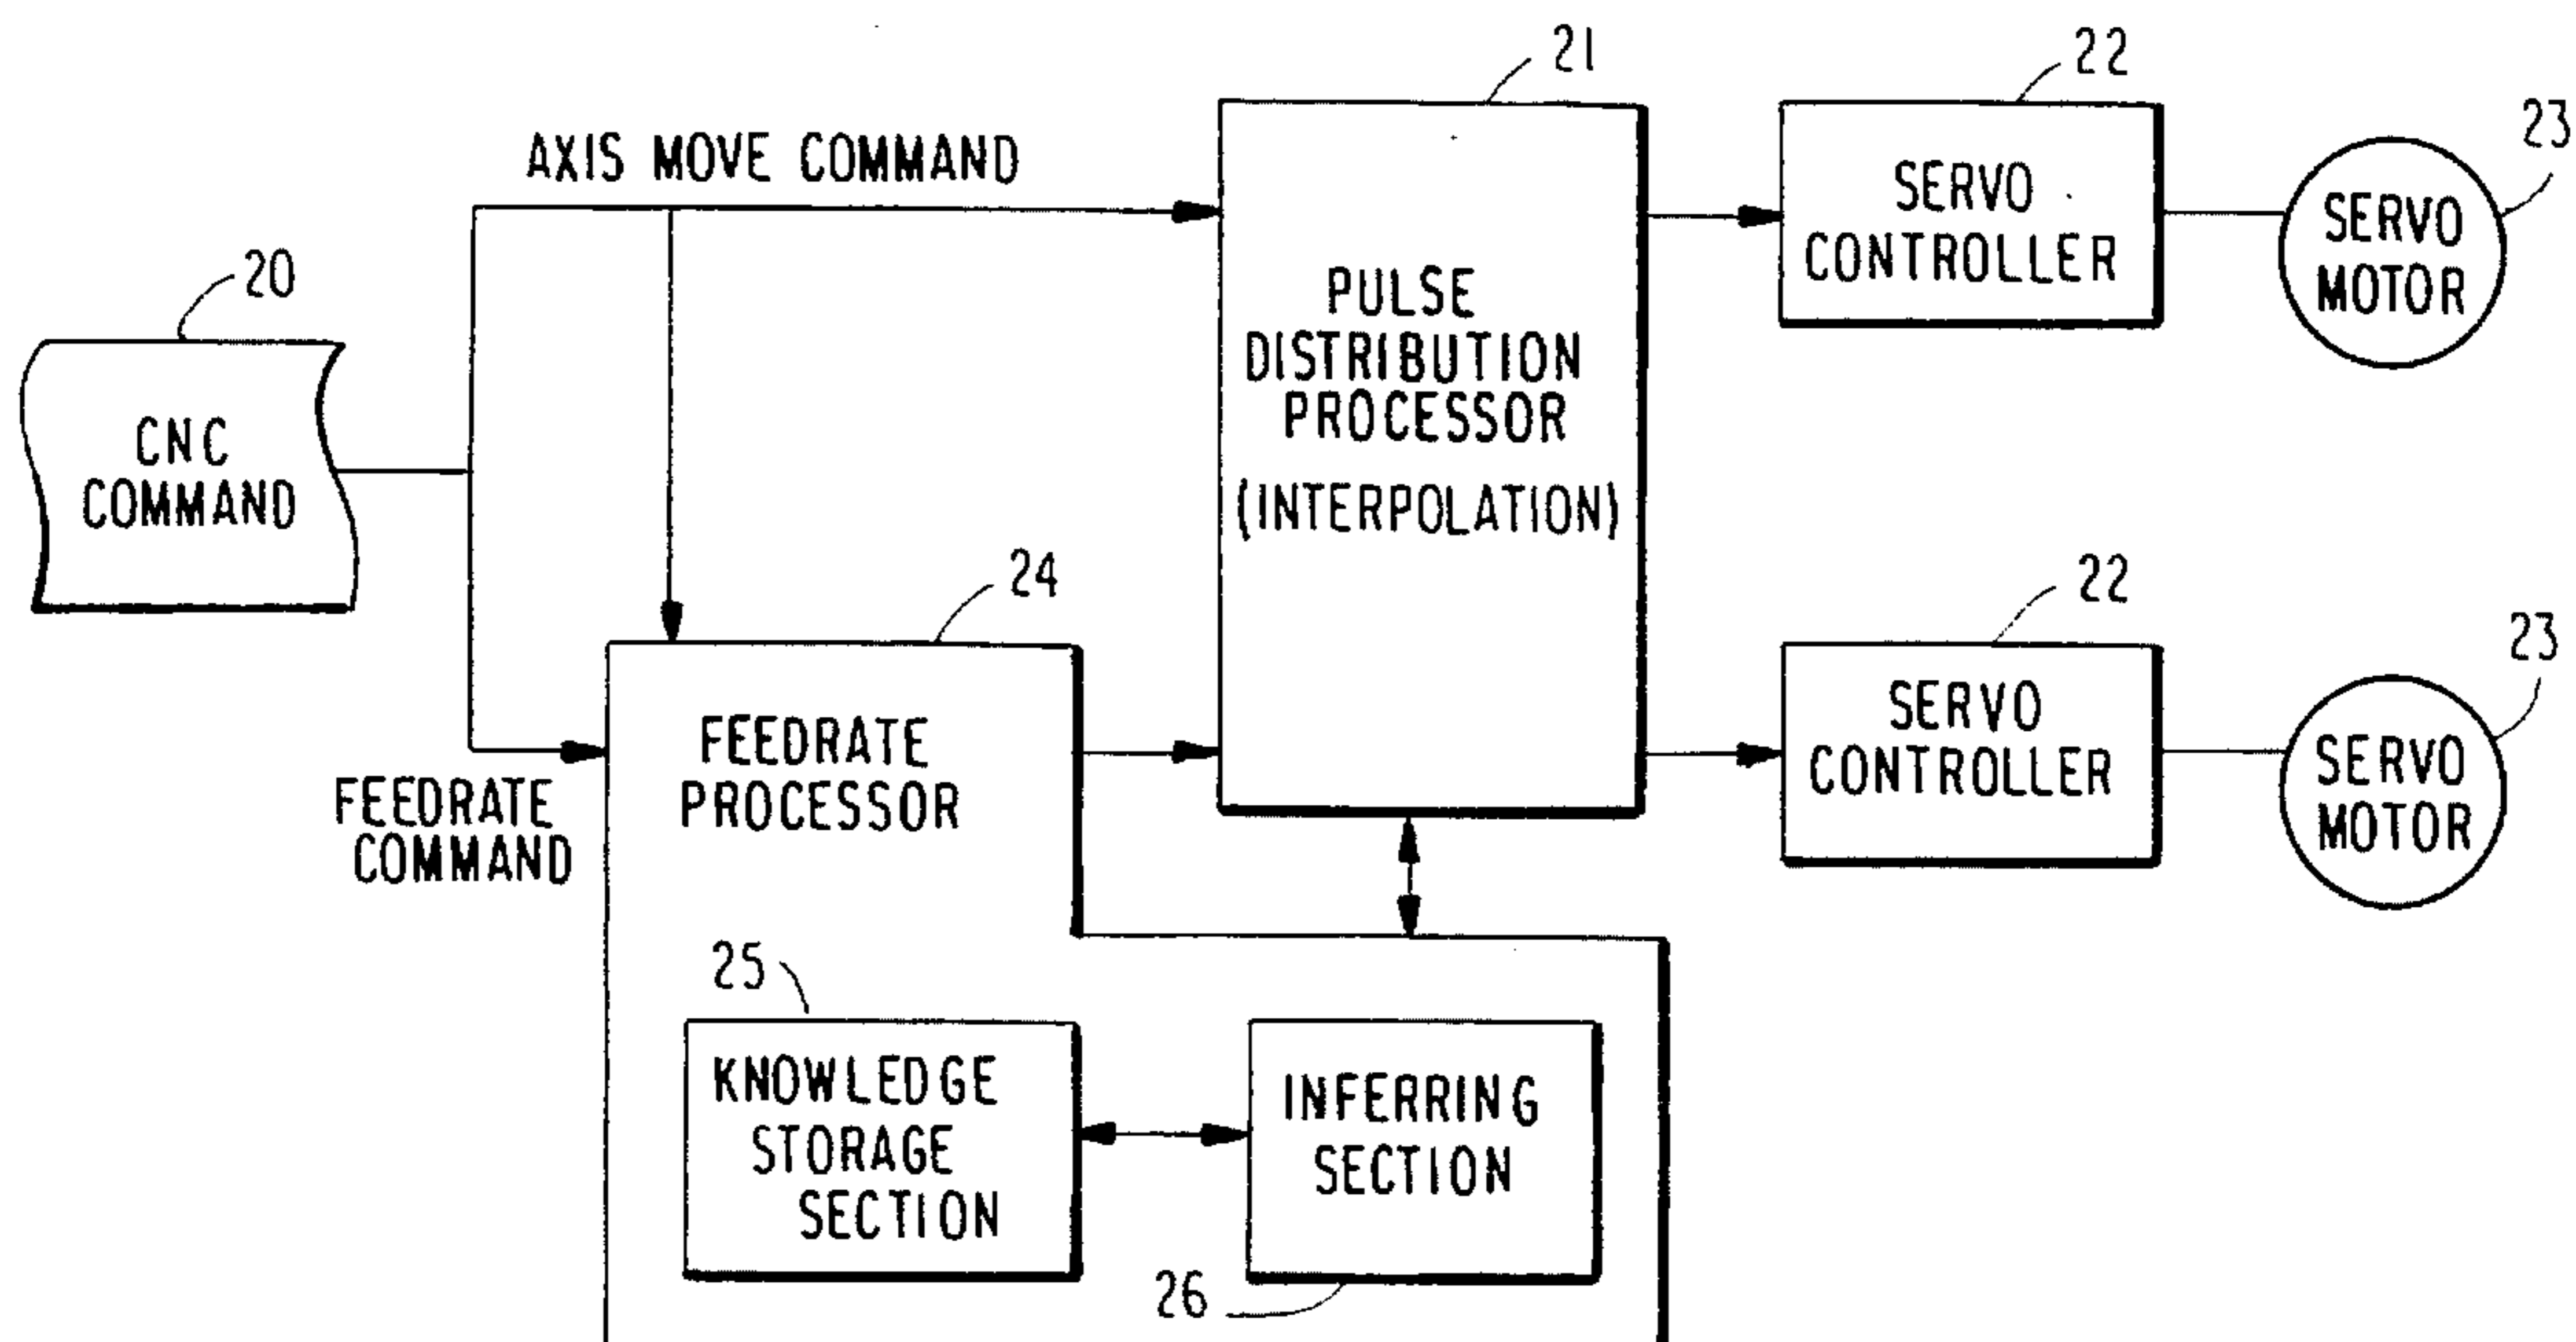 21
22
23
AXIS MOVE COMMAND
SERVO
CONTROLLER
SERVO
MOTOR
20
PULSE
DISTRIBUTION
PROCESSOR
(INTERPOLATION)
CNC
COMMAND
24
22
23
FEEDRATE
PROCESSOR
SERVO
CONTROLLER
SERVO
MOTOR
FEEDRATE
COMMAND
25
KNOWLEDGE
STORAGE
SECTION
INFERRING
SECTION
26